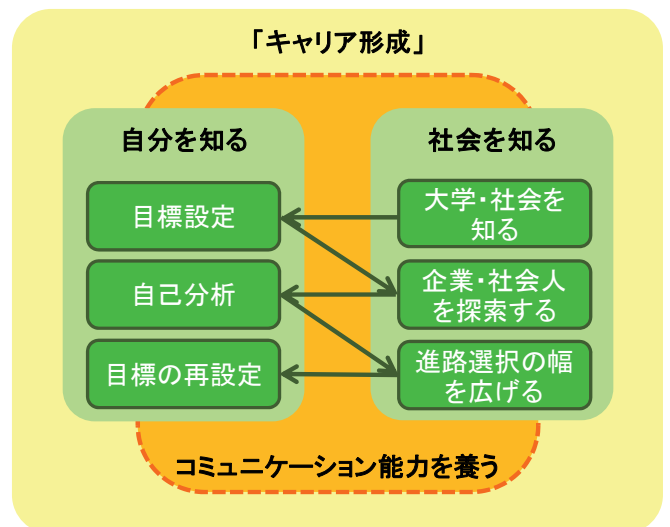 「キャリア形成」
自分を知る
目標設定
自己分析
目標の再設定
社会を知る
大学・社会を
知る
企業・社会人
を探索する
進路選択の幅
を広げる
コミュニケーション能力を養う